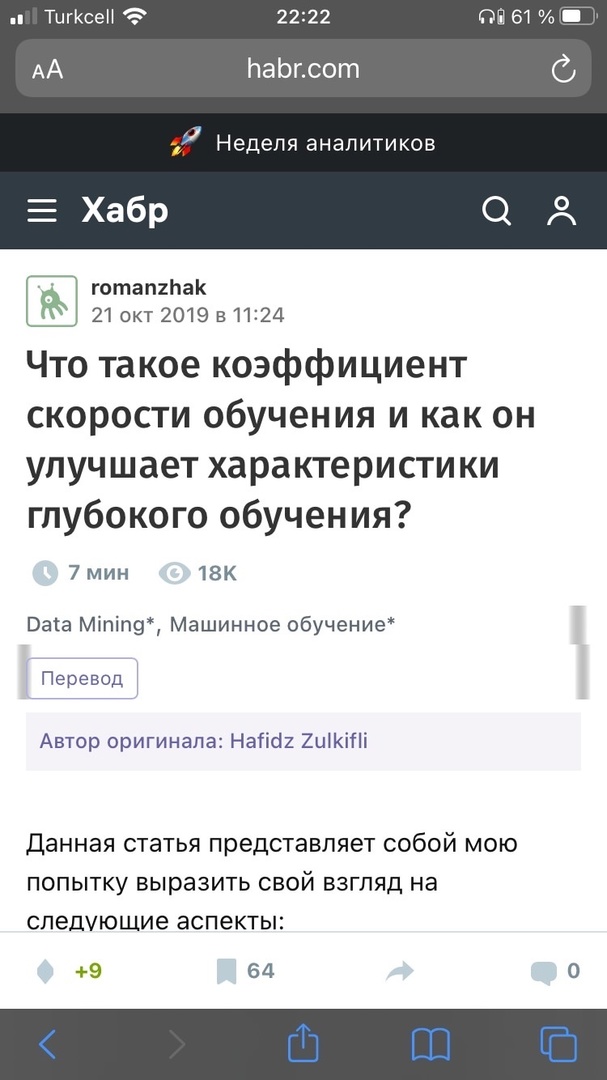 Turkcell 22:22 61 %
AA habr.com
Неделя аналитиков
Хабр
romanzhak
21 окт 2019 в 11:24
Что такое коэффициент
скорости обучения и как он
улучшает характеристики
глубокого обучения?
7 мин 18K
Data Mining*, Машинное обучение*
Перевод
Автор оригинала: Hafidz Zulkifli
Данная статья представляет собой мою
попытку выразить свой взгляд на
следующие аспекты:
+9 64 0